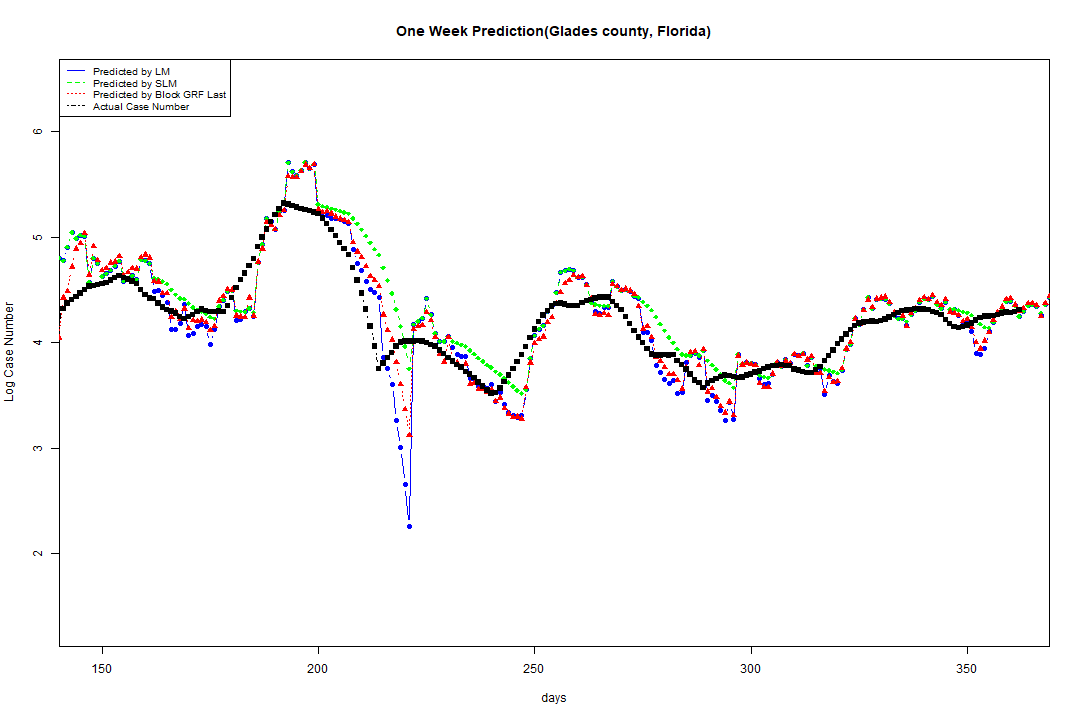 One Week Prediction(Glades county, Florida)
Predicted by LM
Predicted by SLM
Predicted by Block GRF Last
Actual Case Number
6
5
4
3
2
Log Case Number
150 200 250 300 350
days